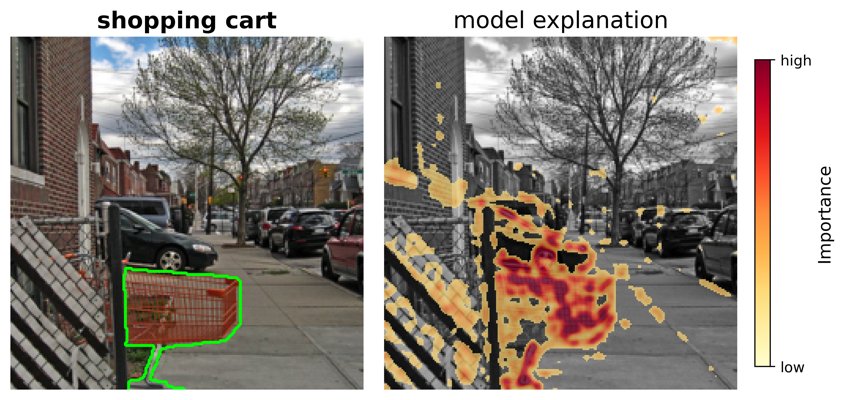 shopping cart
model explanation
high
Importance
low